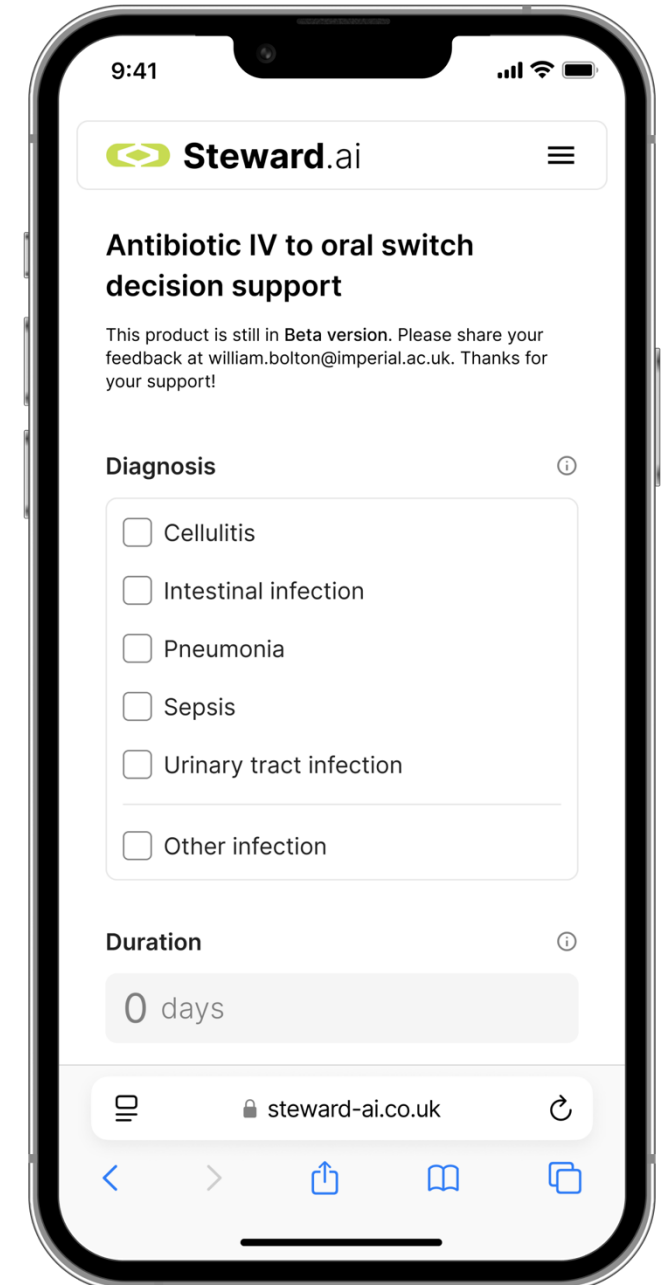 9:41
Steward.ai
Antibiotic IV to oral switch
decision support
This product is still in Beta version. Please share your
feedback at william.bolton@imperial.ac.uk. Thanks for
your support!
Diagnosis
Cellulitis
Intestinal infection
Pneumonia
Sepsis
Urinary tract infection
Other infection
Duration
0 days
steward-ai.co.uk